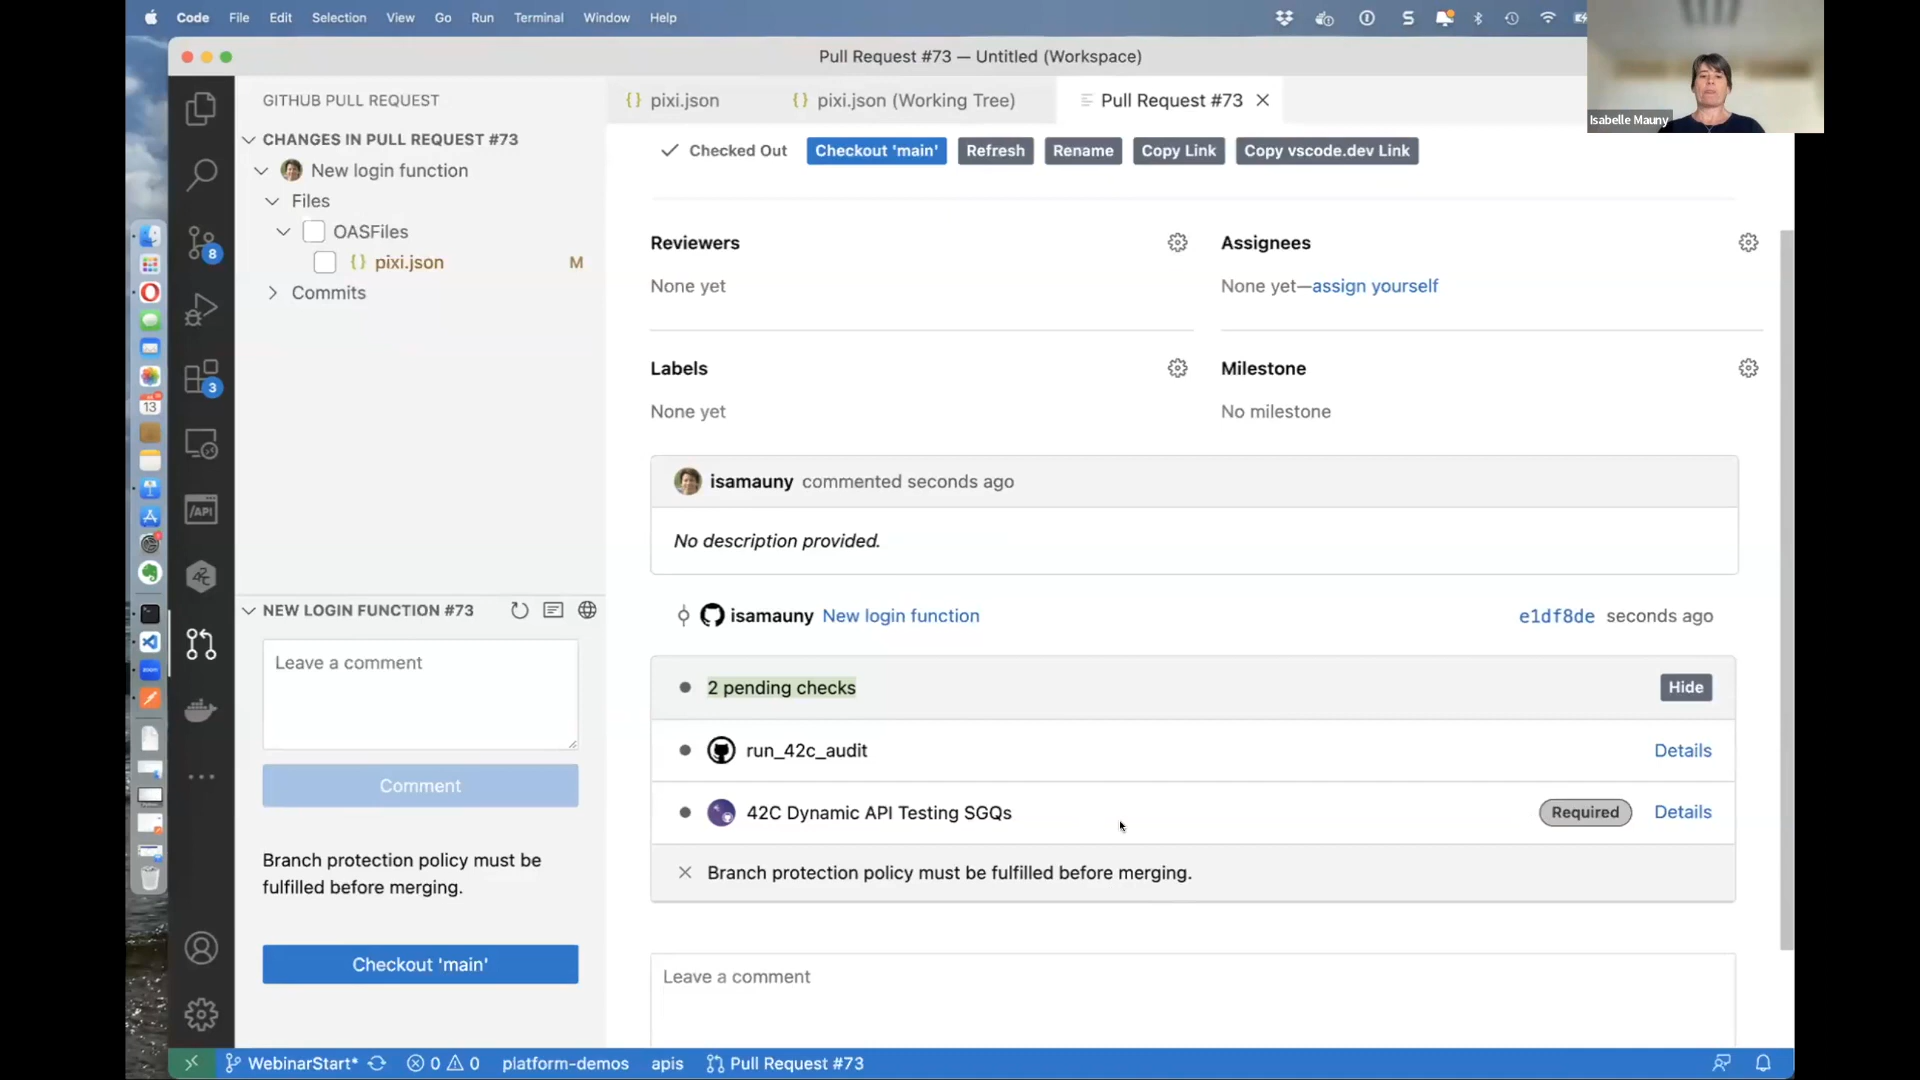 Code File Edit Selection View Go Run Terminal Window Help
Pull Request #73 — Untitled (Workspace)
Isabelle Mauny
GITHUB PULL REQUEST
pixi.json
pixi.json (Working Tree)
Pull Request #73
CHANGES IN PULL REQUEST #73
New login function
Files
OASFiles
pixi.json M
Commits
Checked Out
Checkout 'main'
Refresh
Rename
Copy Link
Copy vscode.dev Link
Reviewers
None yet
Assignees
None yet—assign yourself
Labels
None yet
Milestone
No milestone
isamauny commented seconds ago
No description provided.
isamauny New login function e1df8de seconds ago
2 pending checks Hide
run_42c_audit Details
42C Dynamic API Testing SGQs Required Details
Branch protection policy must be fulfilled before merging.
Leave a comment
8
3
/API
13
NEW LOGIN FUNCTION #73
Leave a comment
Comment
Branch protection policy must be
fulfilled before merging.
Checkout 'main'
WebinarStart* 0 0 platform-demos apis Pull Request #73